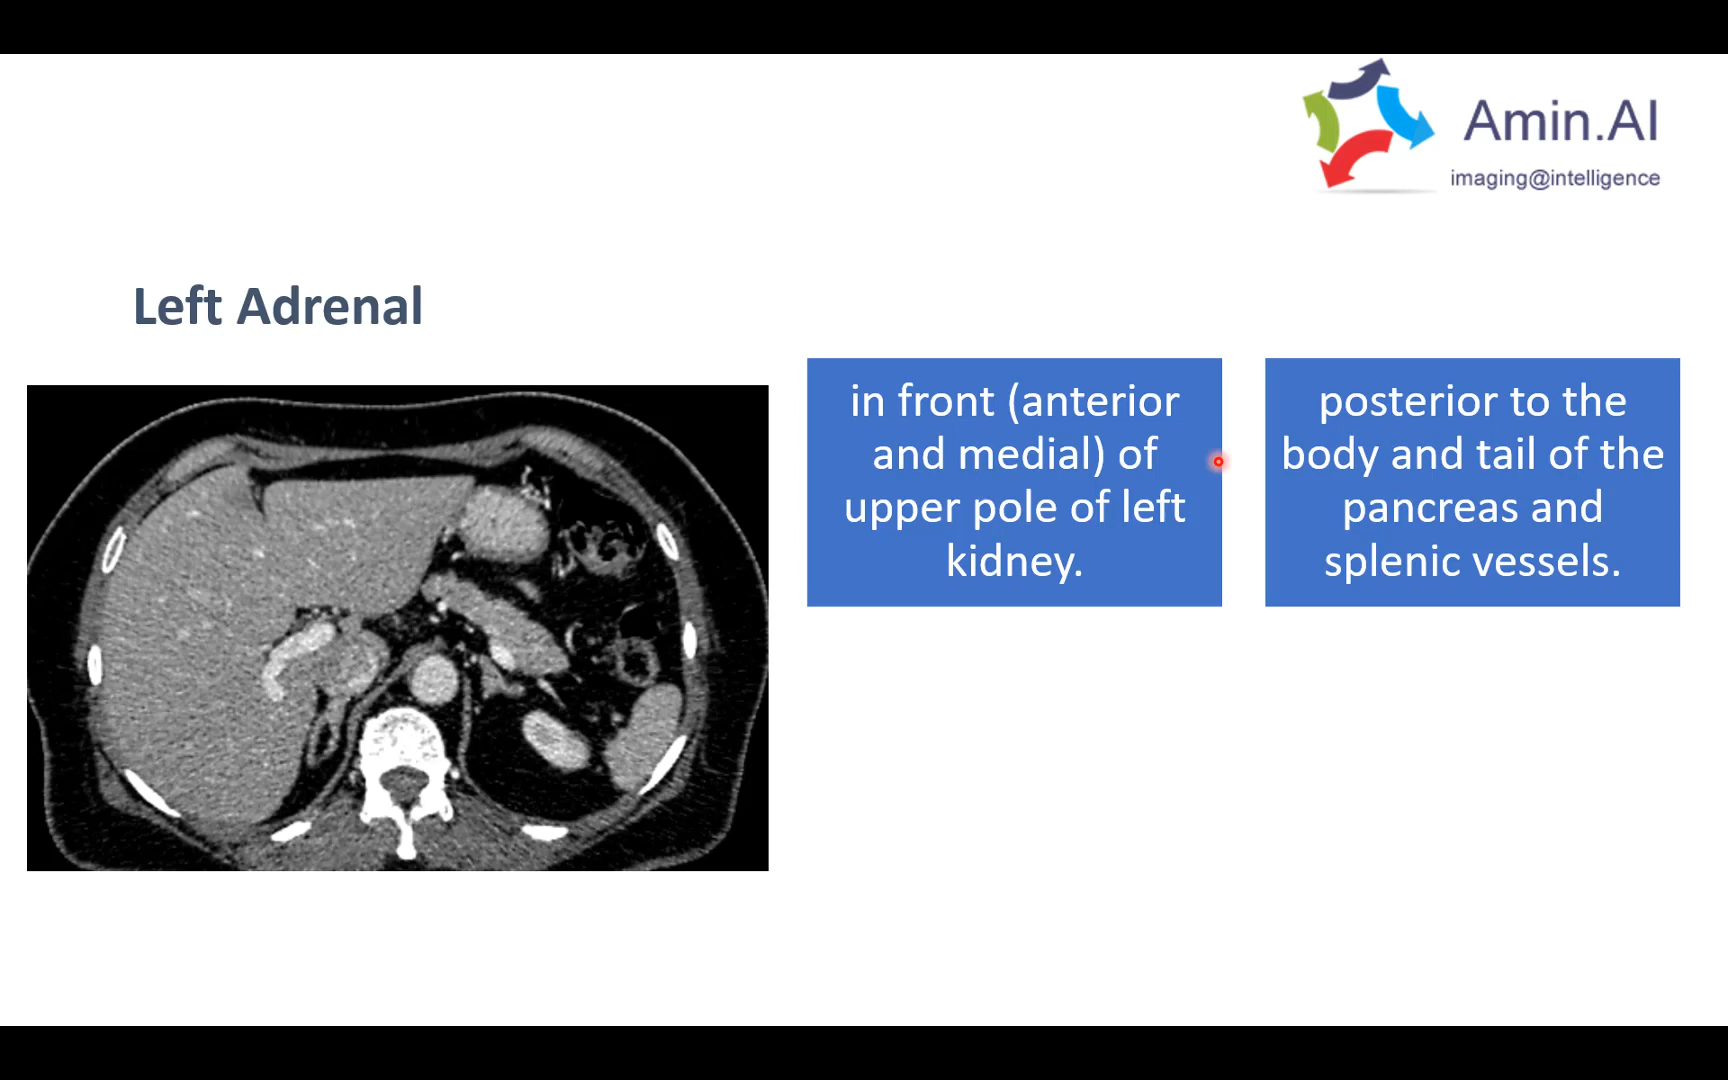 Amin.AI
imaging@intelligence
Left Adrenal
in front (anterior
and medial) of
upper pole of left
kidney.
posterior to the
body and tail of the
pancreas and
splenic vessels.